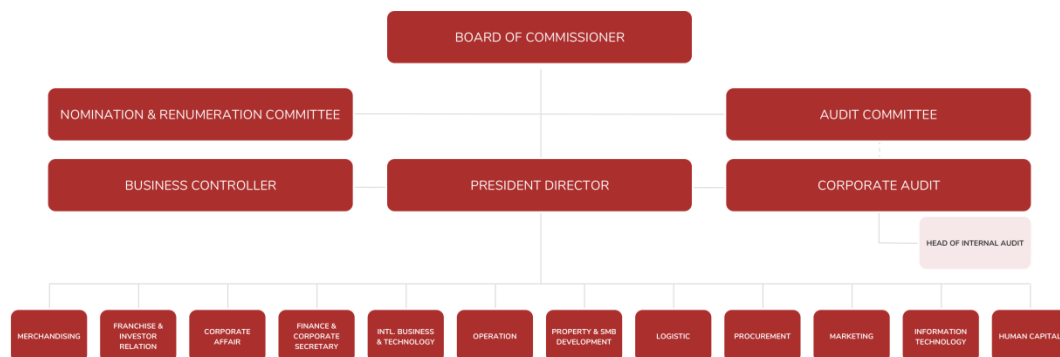 BOARD OF COMMISSIONER
NOMINATION & RENUMERATION COMMITTEE
AUDIT COMMITTEE
BUSINESS CONTROLLER
PRESIDENT DIRECTOR
CORPORATE AUDIT
HEAD OF INTERNAL AUDIT
MERCHANDISING
FRANCHISE &
INVESTOR
RELATION
CORPORATE
AFFAIR
FINANCE &
CORPORATE
SECRETARY
INTL. BUSINESS
& TECHNOLOGY
OPERATION
PROPERTY & SMB
DEVELOPMENT
LOGISTIC
PROCUREMENT
MARKETING
INFORMATION
TECHNOLOGY
HUMAN CAPITAL